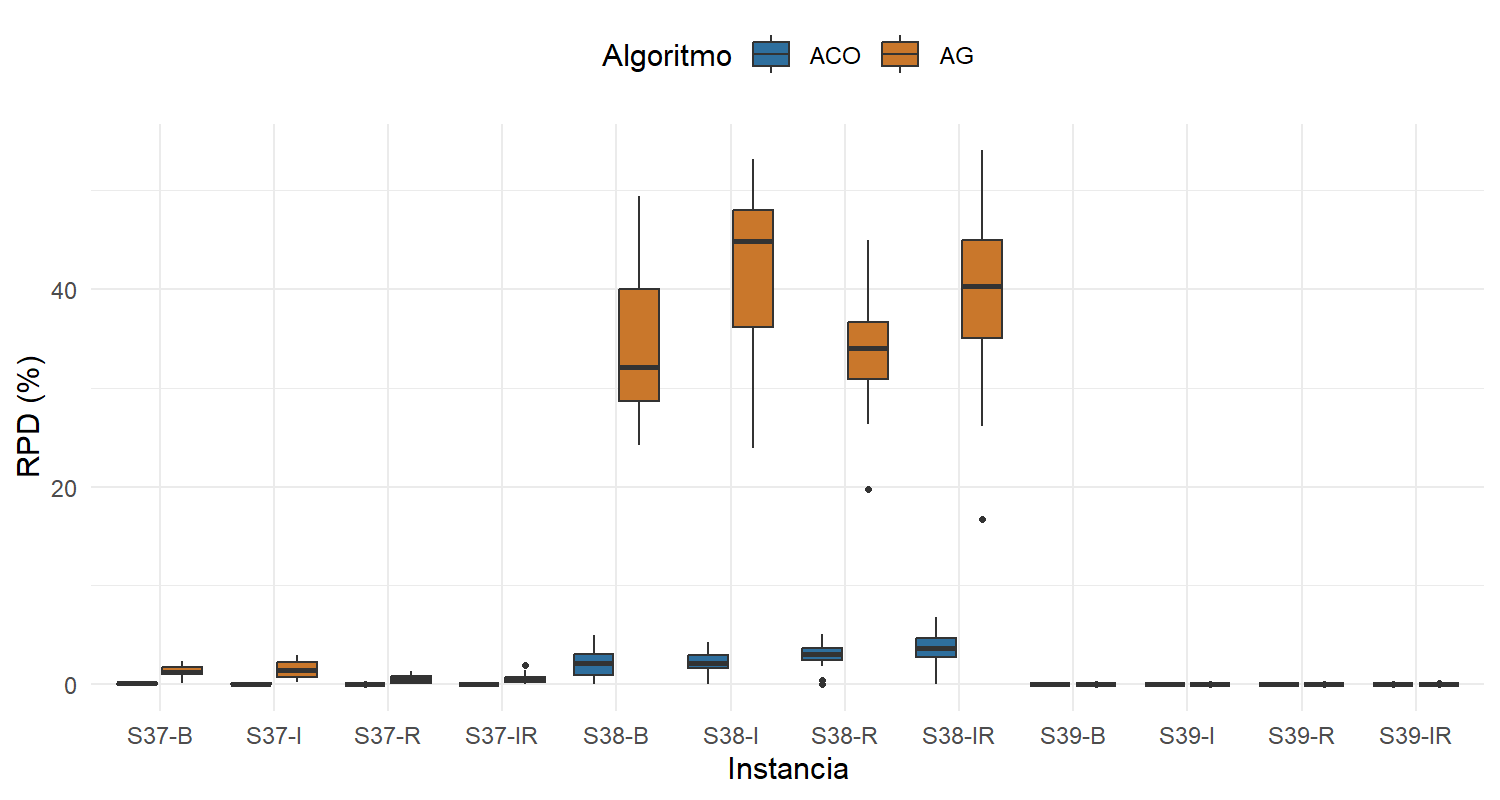 Algoritmo ACO AG
RPD (%)
40
20
0
S37-B S37-I S37-R S37-IR S38-B S38-I S38-R S38-IR S39-B S39-I S39-R S39-IR
Instancia